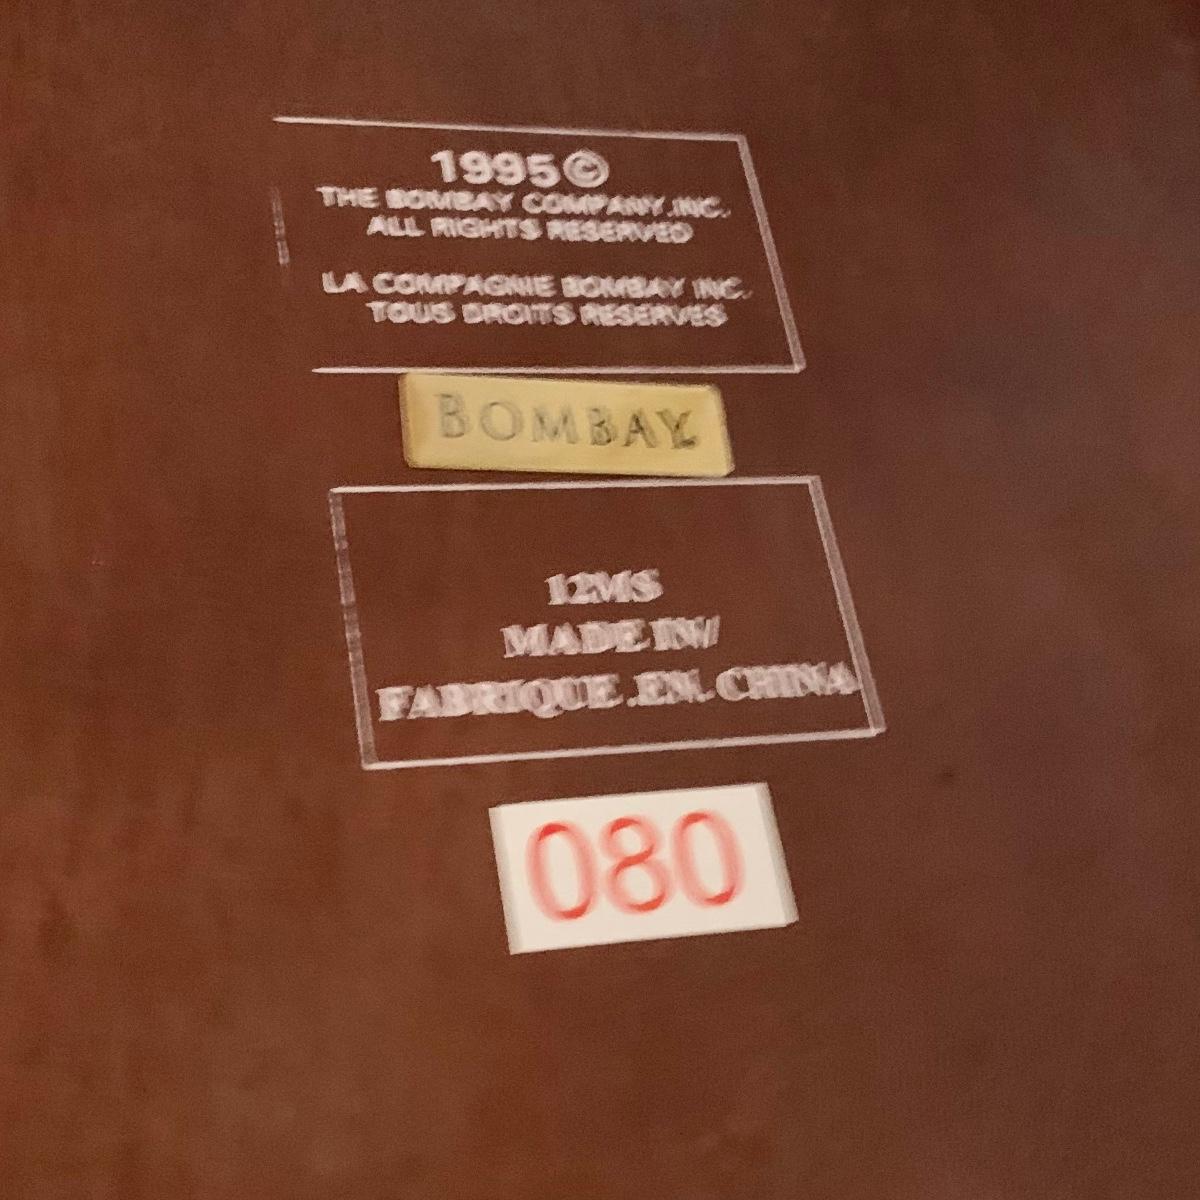 1995©
THE BOMBAY COMPANY.INC.
ALL RIGHTS RESERVED
LA COMPAGNIE BOMBAY INC.
TOUS DROITS RESERVES
BOMBAY
12MS
MADE IN/
FABRIQUE.EN.CHINA
080